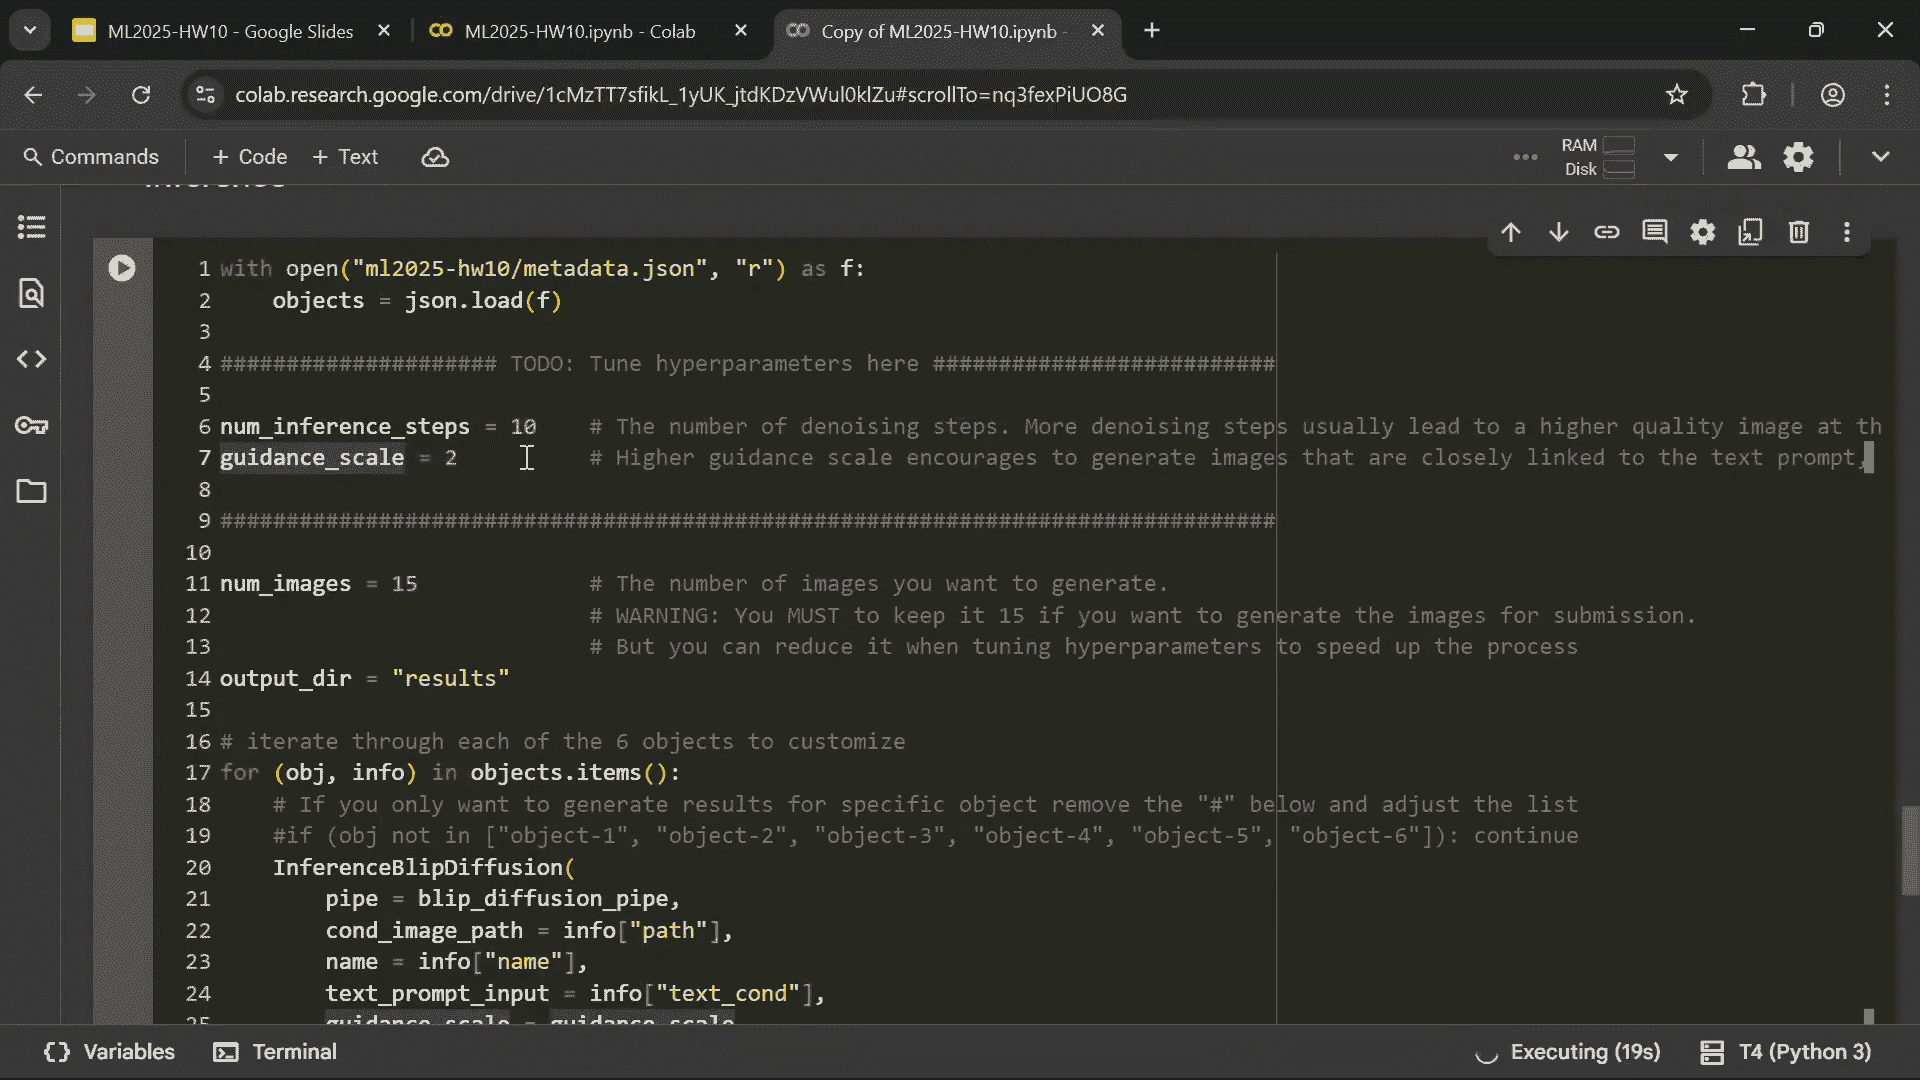 ML2025-HW10 - Google Slides
ML2025-HW10.ipynb - Colab
Copy of ML2025-HW10.ipynb -
colab.research.google.com/drive/1cMzTT7sfikL_1yUK_jtdKDzVWul0klZu#scrollTo=nq3fexPiUO8G
Commands + Code + Text
RAM
Disk
Inference
1 with open("ml2025-hw10/metadata.json", "r") as f:
2 objects = json.load(f)
3
4 ##################### TODO: Tune hyperparameters here ##########################
5
6 num_inference_steps = 10 # The number of denoising steps. More denoising steps usually lead to a higher quality image at th
7 guidance_scale = 2 # Higher guidance scale encourages to generate images that are closely linked to the text prompt,
8
9 ################################################################################
10
11 num_images = 15 # The number of images you want to generate.
12 # WARNING: You MUST to keep it 15 if you want to generate the images for submission.
13 # But you can reduce it when tuning hyperparameters to speed up the process
14 output_dir = "results"
15
16 # iterate through each of the 6 objects to customize
17 for (obj, info) in objects.items():
18 # If you only want to generate results for specific object remove the "#" below and adjust the list
19 #if (obj not in ["object-1", "object-2", "object-3", "object-4", "object-5", "object-6"]): continue
20 InferenceBlipDiffusion(
21 pipe = blip_diffusion_pipe,
22 cond_image_path = info["path"],
23 name = info["name"],
24 text_prompt_input = info["text_cond"],
25 guidance_scale = guidance_scale
Variables Terminal
Executing (19s) T4 (Python 3)